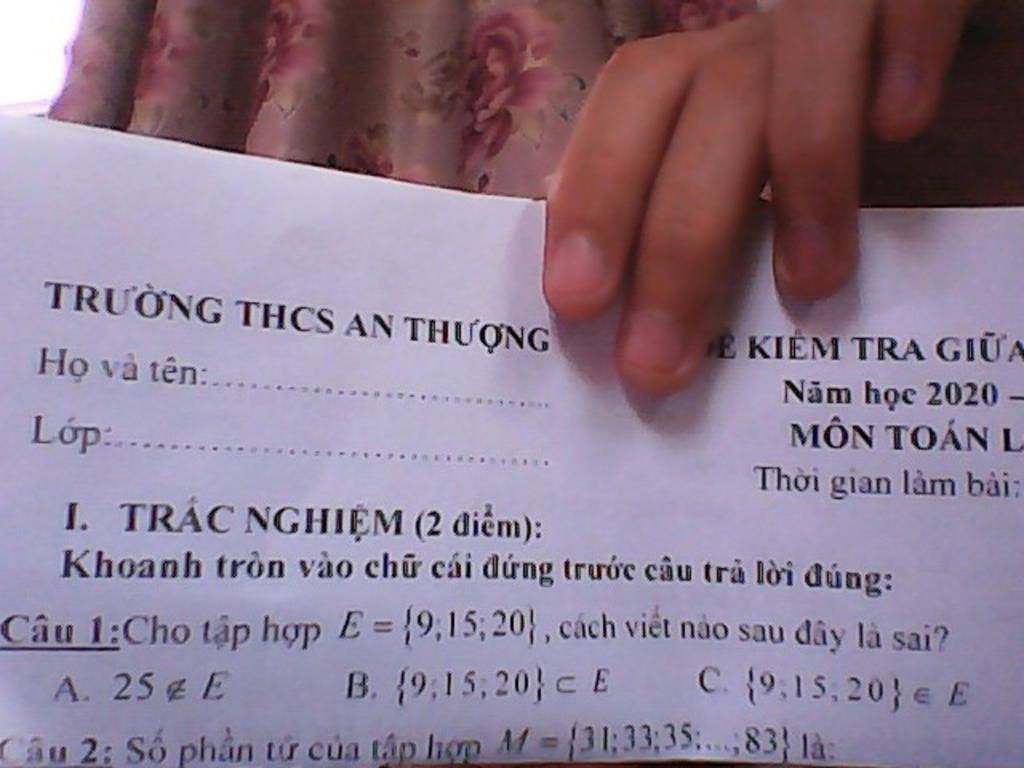 TRƯỜNG THCS AN THƯỢNG
Họ và tên:
Lớp:
ĐỀ KIỂM TRA GIỮA
Năm học 2020 –
MÔN TOÁN L
Thời gian làm bài:
I. TRẮC NGHIỆM (2 điểm):
Khoanh tròn vào chữ cái đứng trước câu trả lời đúng:
Câu 1:Cho tập hợp E = {9;15;20}, cách viết nào sau đây là sai?
A. 25 ∉ E B. {9;15;20} ⊂ E C. {9;15;20} ∈ E
Câu 2: Số phần tử của tập hợp M = {31;33;35;...;83} là: